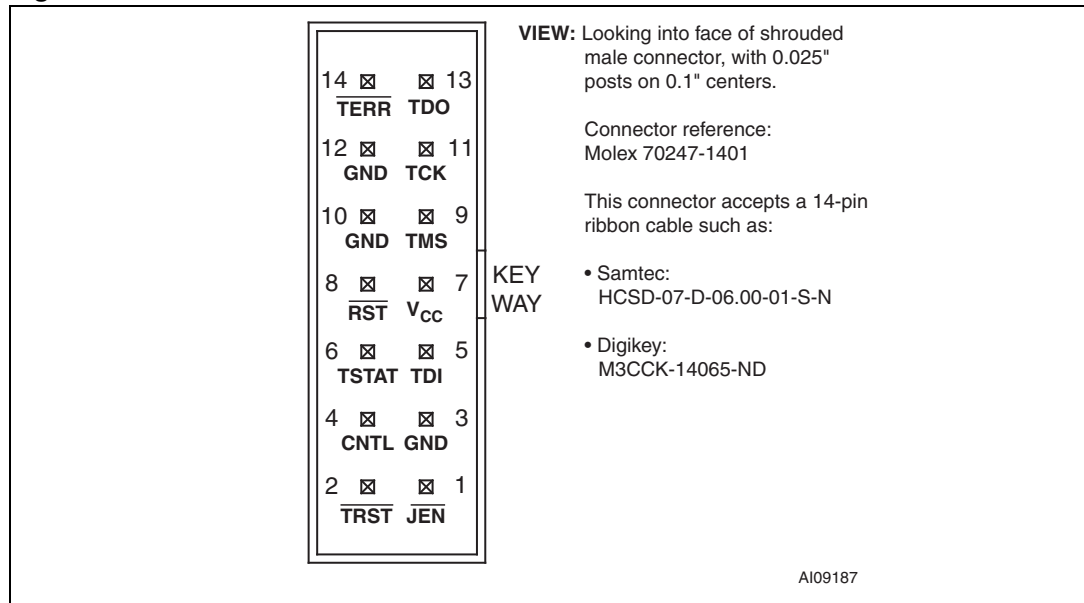 14 13
TERR TDO
12 11
GND TCK
10 9
GND TMS
8 7
RST VCC
6 5
TSTAT TDI
4 3
CNTL GND
2 1
TRST JEN
KEY
WAY
VIEW: Looking into face of shrouded
male connector, with 0.025"
posts on 0.1" centers.
Connector reference:
Molex 70247-1401
This connector accepts a 14-pin
ribbon cable such as:
• Samtec:
HCSD-07-D-06.00-01-S-N
• Digikey:
M3CCK-14065-ND
AI09187